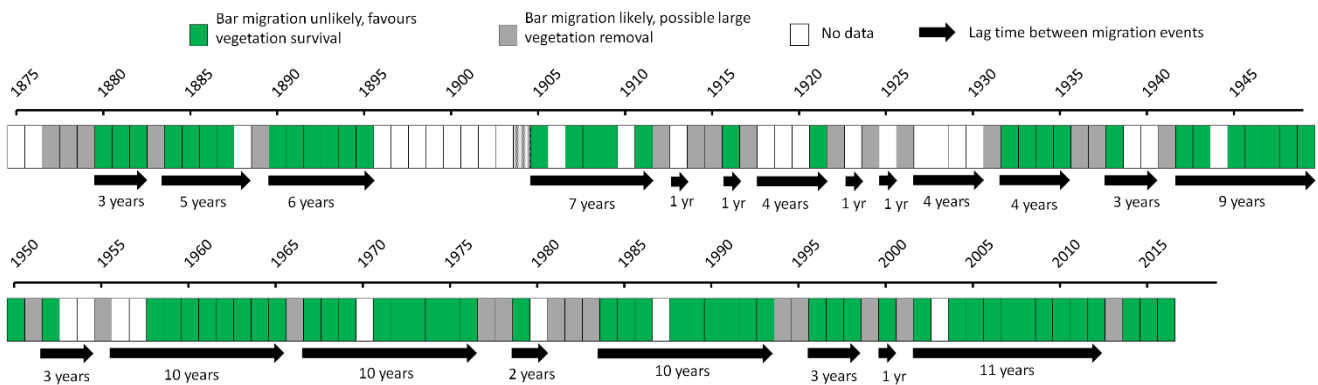 Bar migration unlikely, favours
vegetation survival
Bar migration likely, possible large
vegetation removal
No data
Lag time between migration events
1875 1880 1885 1890 1895 1900 1905 1910 1915 1920 1925 1930 1935 1940 1945
3 years 5 years 6 years 7 years 1 yr 1 yr 4 years 1 yr 1 yr 4 years 4 years 3 years 9 years
1950 1955 1960 1965 1970 1975 1980 1985 1990 1995 2000 2005 2010 2015
3 years 10 years 10 years 2 years 10 years 3 years 1 yr 11 years